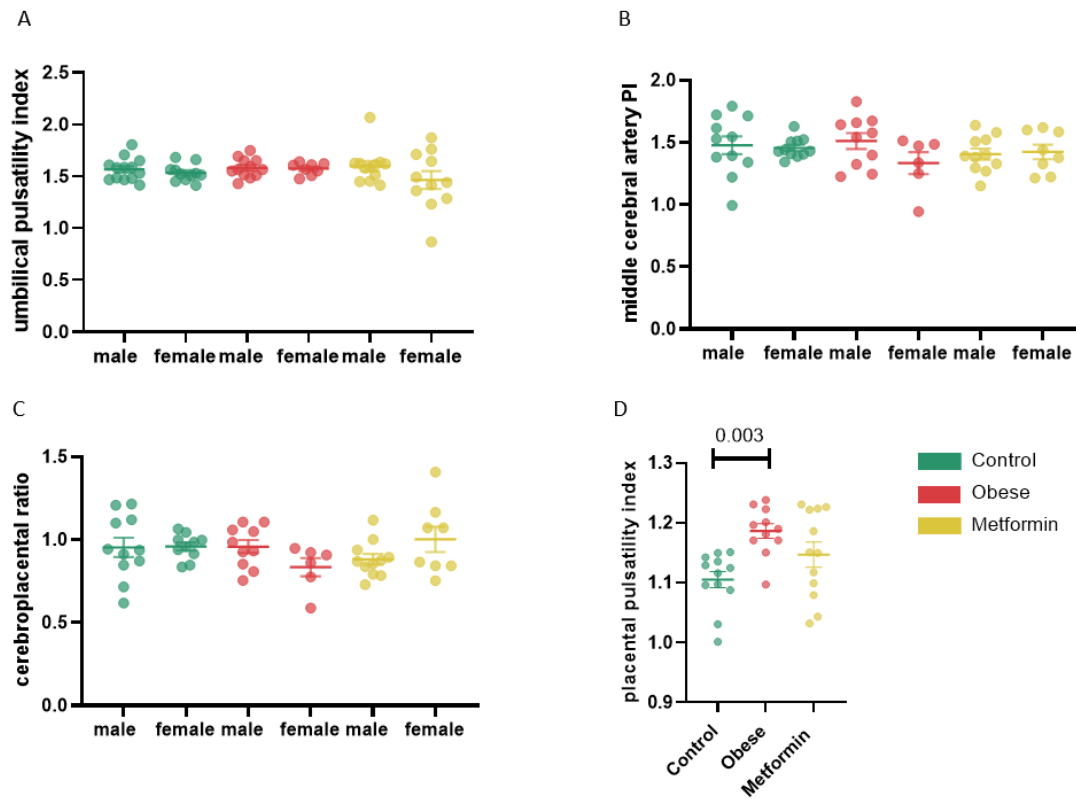 A
umbilical pulsatility index
2.5
2.0
1.5
1.0
0.5
0.0
male female male female male female
B
middle cerebral artery PI
2.0
1.5
1.0
0.5
0.0
male female male female male female
C
cerebroplacental ratio
1.5
1.0
0.5
0.0
male female male female male female
D
placental pulsatility index
0.003
1.3
1.2
1.1
1.0
0.9
Control
Obese
Metformin
Control
Obese
Metformin